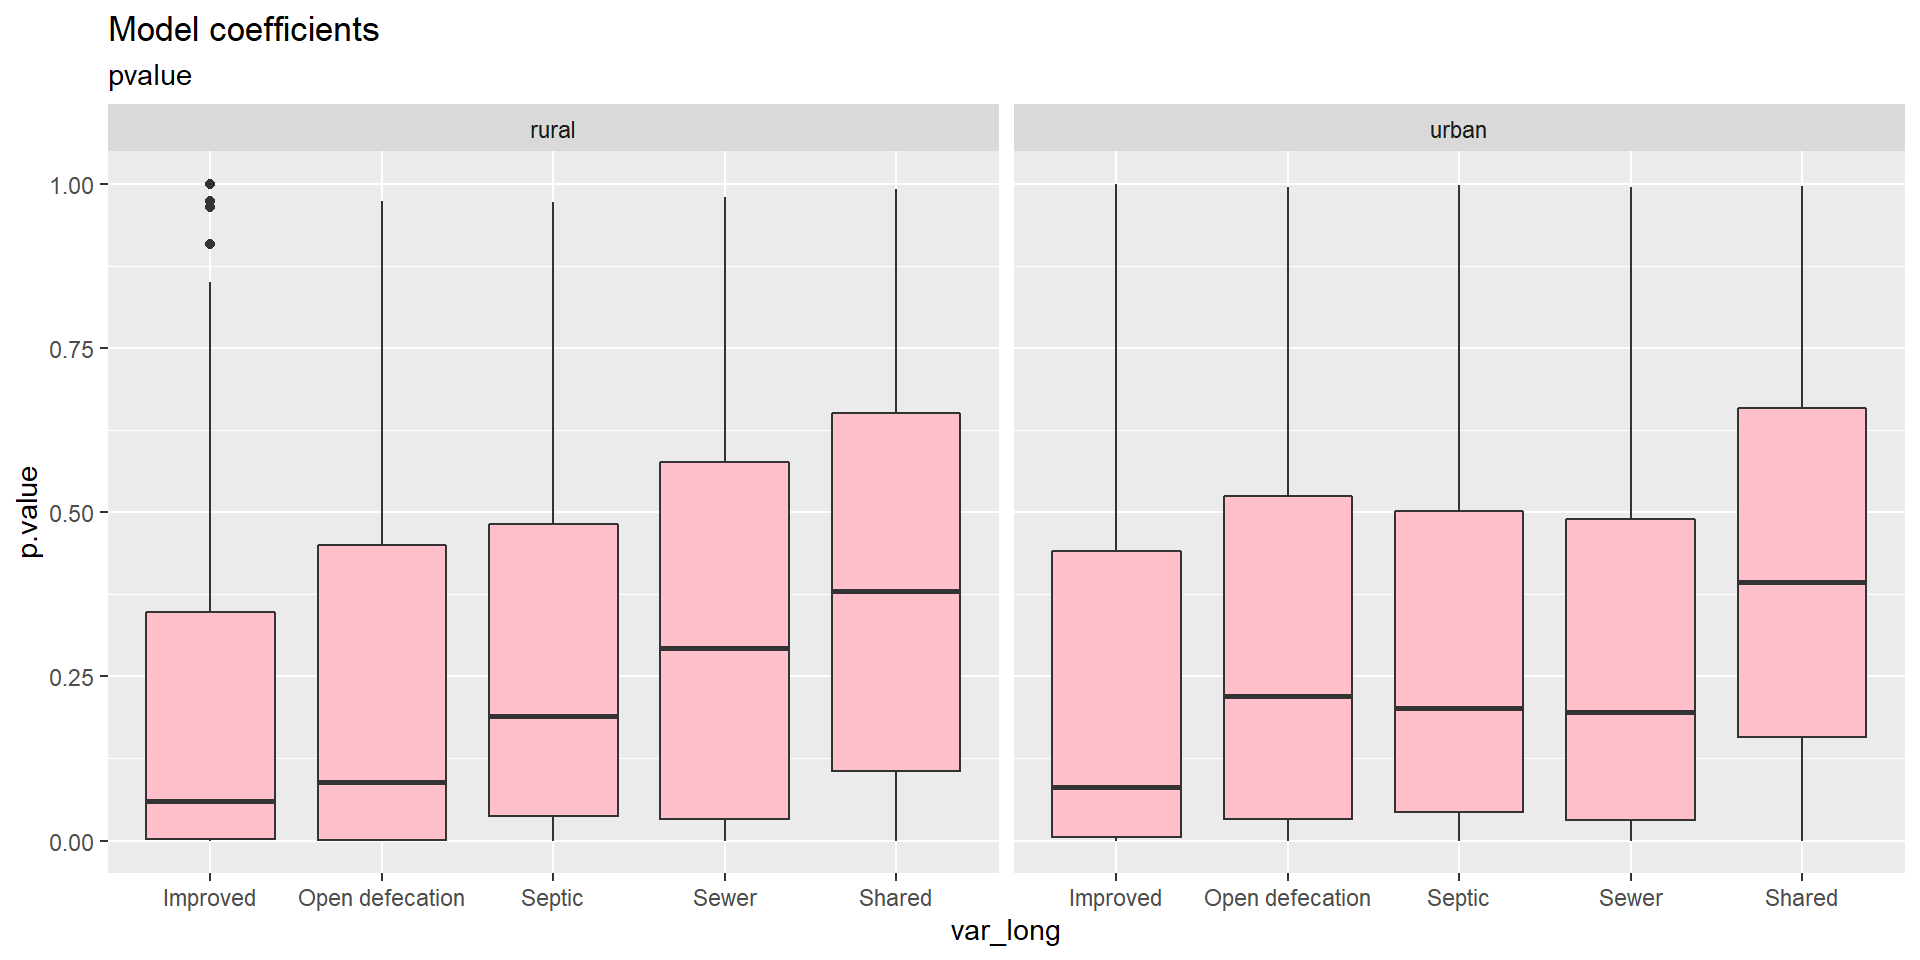 Model coefficients
pvalue
rural
urban
1.00
0.75
0.50
0.25
0.00
p.value
Improved
Open defecation
Septic
Sewer
Shared
Improved
Open defecation
Septic
Sewer
Shared
var_long